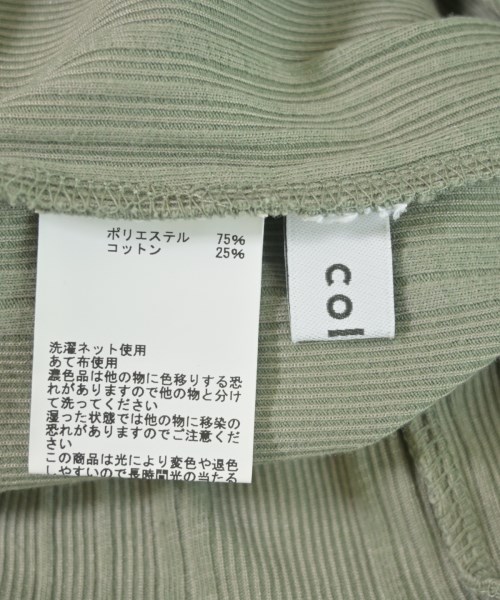 ポリエステル 75%
コットン 25%
洗濯ネット使用
あて布使用
濃色品は他の物に色移りする恐
れがありますので他の物と分け
て洗ってください
湿った状態では他の物に移染の
恐れがありますのでご注意くださ
い
この商品は光により変色や退色
しやすいので長時間光の当たる
col